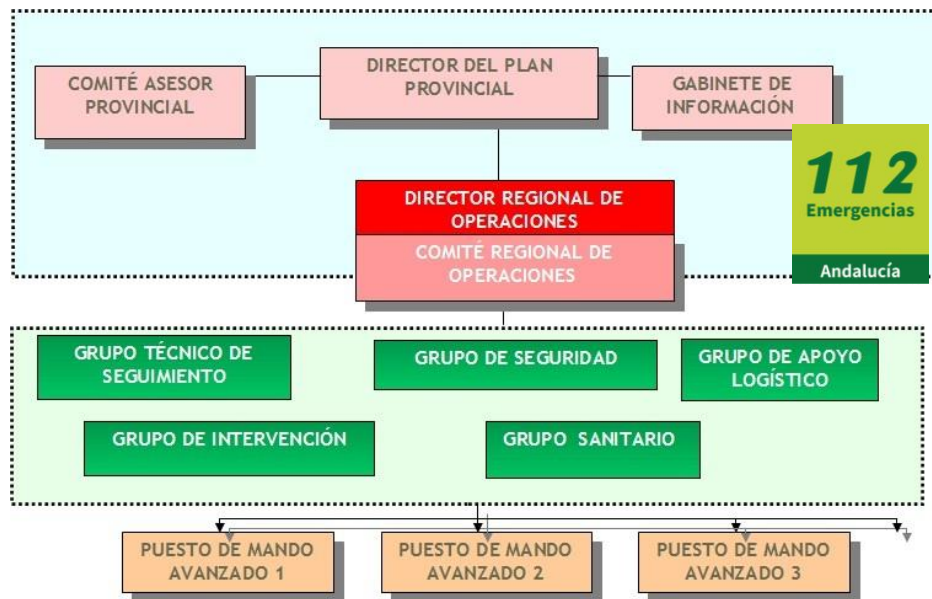 DIRECTOR DEL PLAN
PROVINCIAL
COMITÉ ASESOR
PROVINCIAL
GABINETE DE
INFORMACIÓN
112
Emergencias
Andalucía
DIRECTOR REGIONAL DE
OPERACIONES
COMITÉ REGIONAL DE
OPERACIONES
GRUPO TÉCNICO DE
SEGUIMIENTO
GRUPO DE SEGURIDAD
GRUPO DE APOYO
LOGÍSTICO
GRUPO DE INTERVENCIÓN
GRUPO SANITARIO
PUESTO DE MANDO
AVANZADO 1
PUESTO DE MANDO
AVANZADO 2
PUESTO DE MANDO
AVANZADO 3